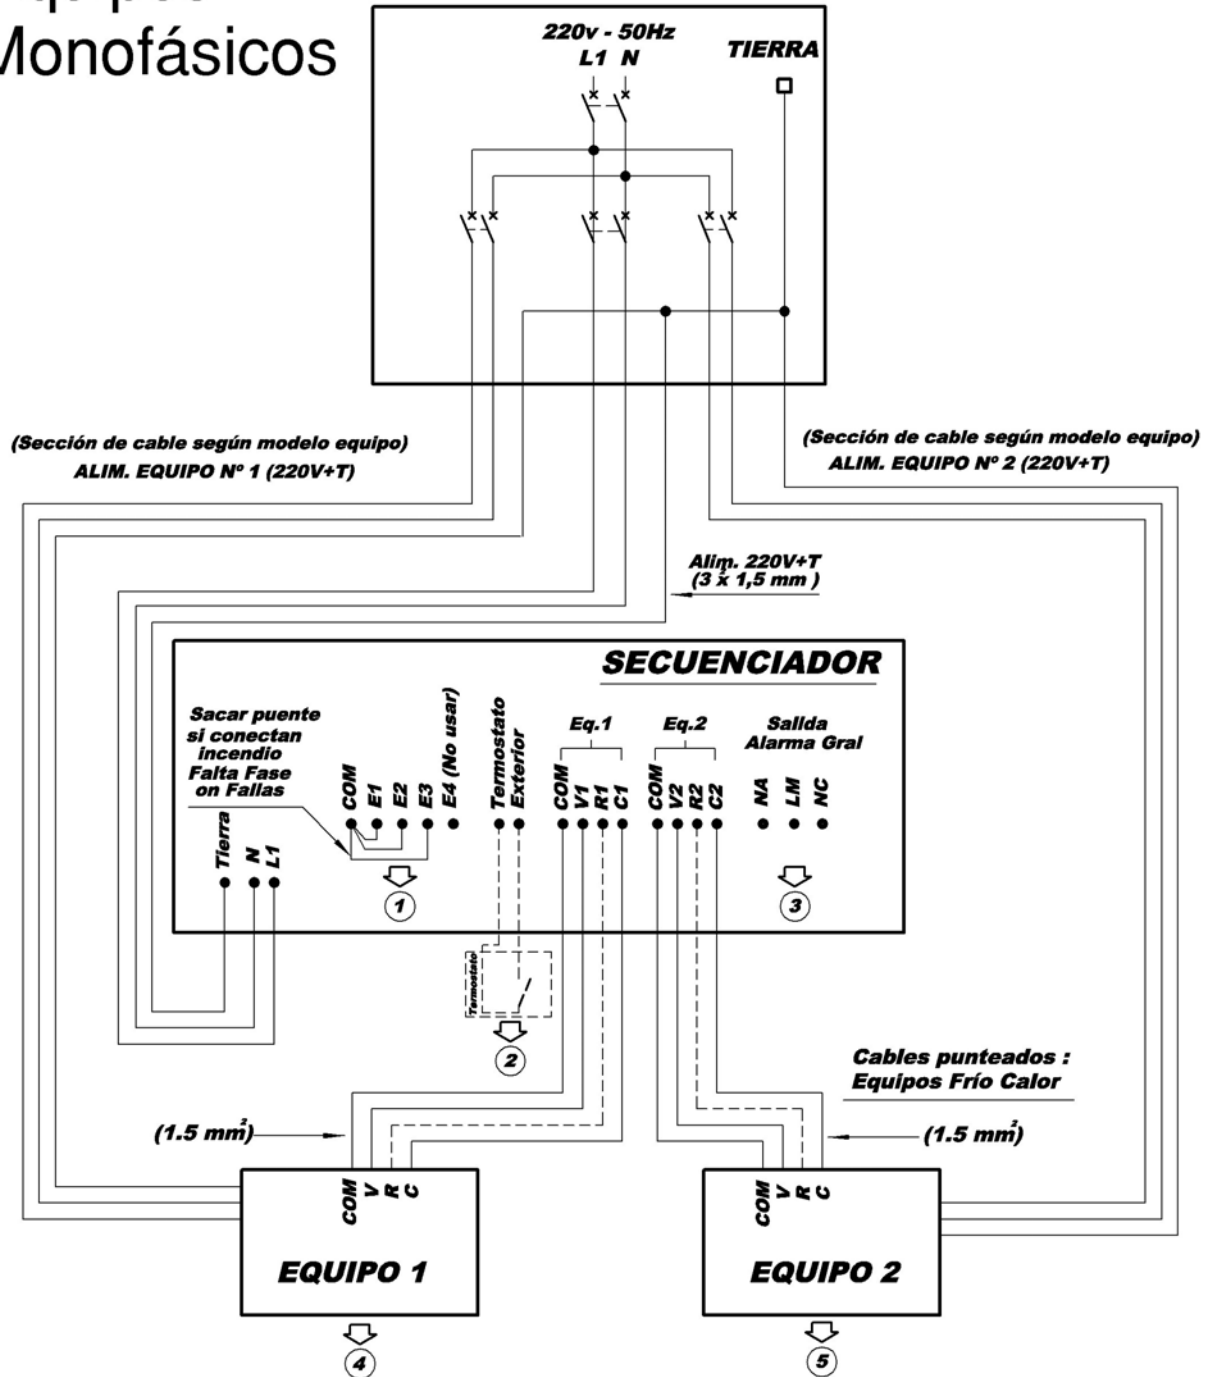 Monofásicos
220v - 50Hz
L1 N
TIERRA
(Sección de cable según modelo equipo)
ALIM. EQUIPO Nº 1 (220V+T)
(Sección de cable según modelo equipo)
ALIM. EQUIPO Nº 2 (220V+T)
Alim. 220V+T
(3 x 1,5 mm²)
SECUENCIADOR
Sacar puente
si conectan
incendio
Falta Fase
on Fallas
Tierra
N
L1
COM
E1
E2
E3
E4 (No usar)
Termostato
Exterior
Eq.1
COM
V1
R1
C1
Eq.2
COM
V2
R2
C2
Salida
Alarma Gral
NA
LM
NC
1
3
Termostato
2
Cables punteados :
Equipos Frío Calor
(1.5 mm²)
(1.5 mm²)
COM
V
R
C
EQUIPO 1
COM
V
R
C
EQUIPO 2
4
5